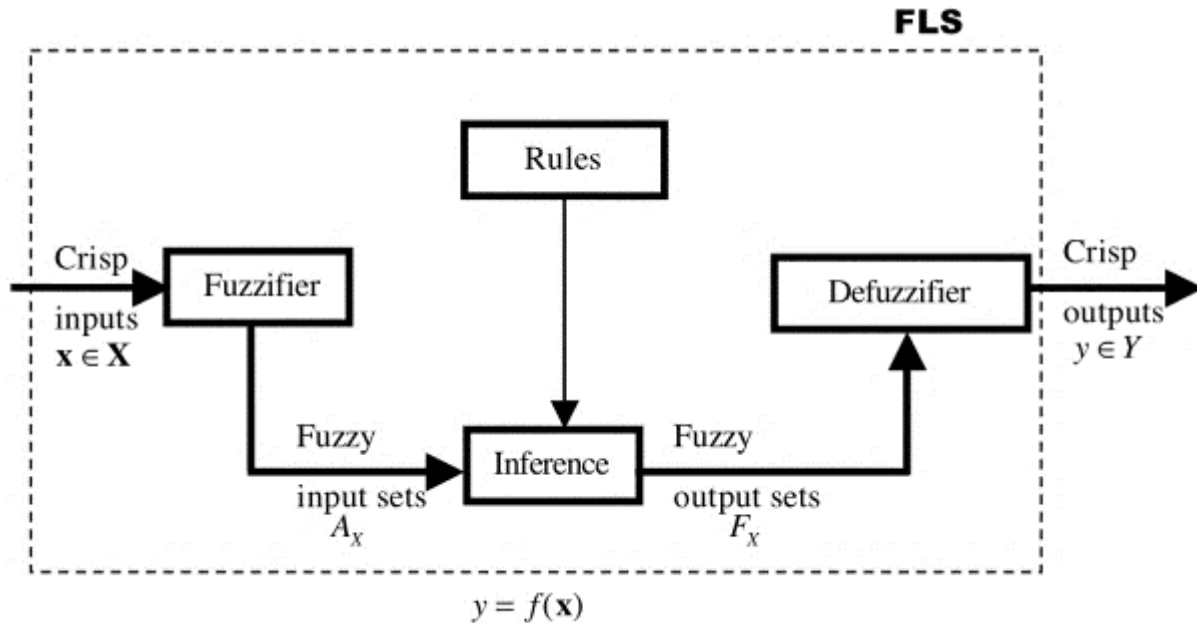 FLS
Rules
Crisp
inputs
x ∈ X
Fuzzifier
Defuzzifier
Crisp
outputs
y ∈ Y
Fuzzy
input sets
A_X
Inference
Fuzzy
output sets
F_X
y = f(x)